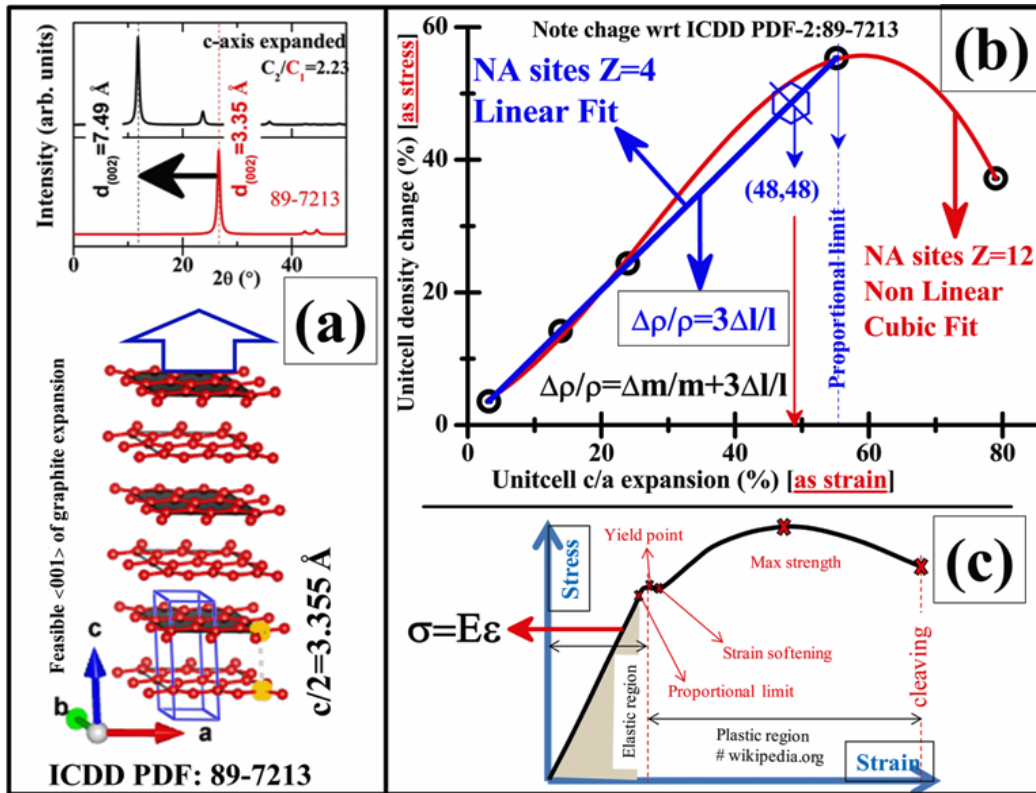 c-axis expanded
C2/C1=2.23
d(002)=7.49 Å
d(002)=3.35 Å
89-7213
Intensity (arb. units)
0
20
40
2θ (°)
(a)
Feasible <001> of graphite expansion
c/2=3.355 Å
c
b
a
ICDD PDF: 89-7213
60
40
20
0
Unitcell density change (%) [as stress]
Note chage wrt ICDD PDF-2:89-7213
(b)
NA sites Z=4
Linear Fit
(48,48)
Proportional limit
NA sites Z=12
Non Linear
Cubic Fit
Δρ/ρ=3Δl/l
Δρ/ρ=Δm/m+3Δl/l
0
20
40
60
80
Unitcell c/a expansion (%) [as strain]
(c)
Stress
Yield point
Max strength
σ=Eε
Strain softening
Proportional limit
Elastic region
cleaving
Plastic region
# wikipedia.org
Strain